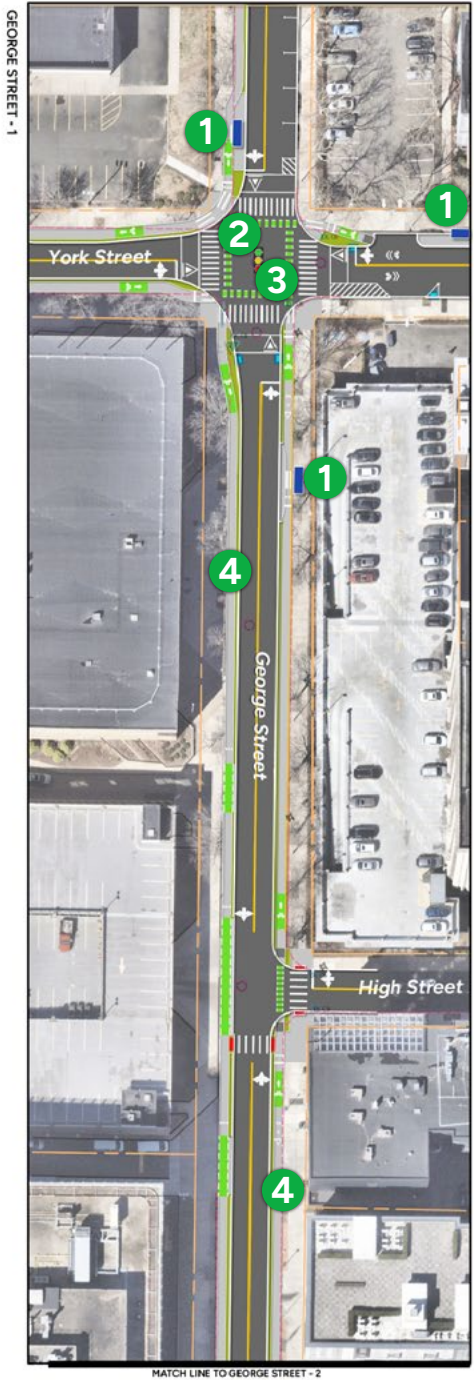 GEORGE STREET - 1
1
1
2
York Street
3
1
4
George Street
High Street
4
MATCH LINE TO GEORGE STREET - 2